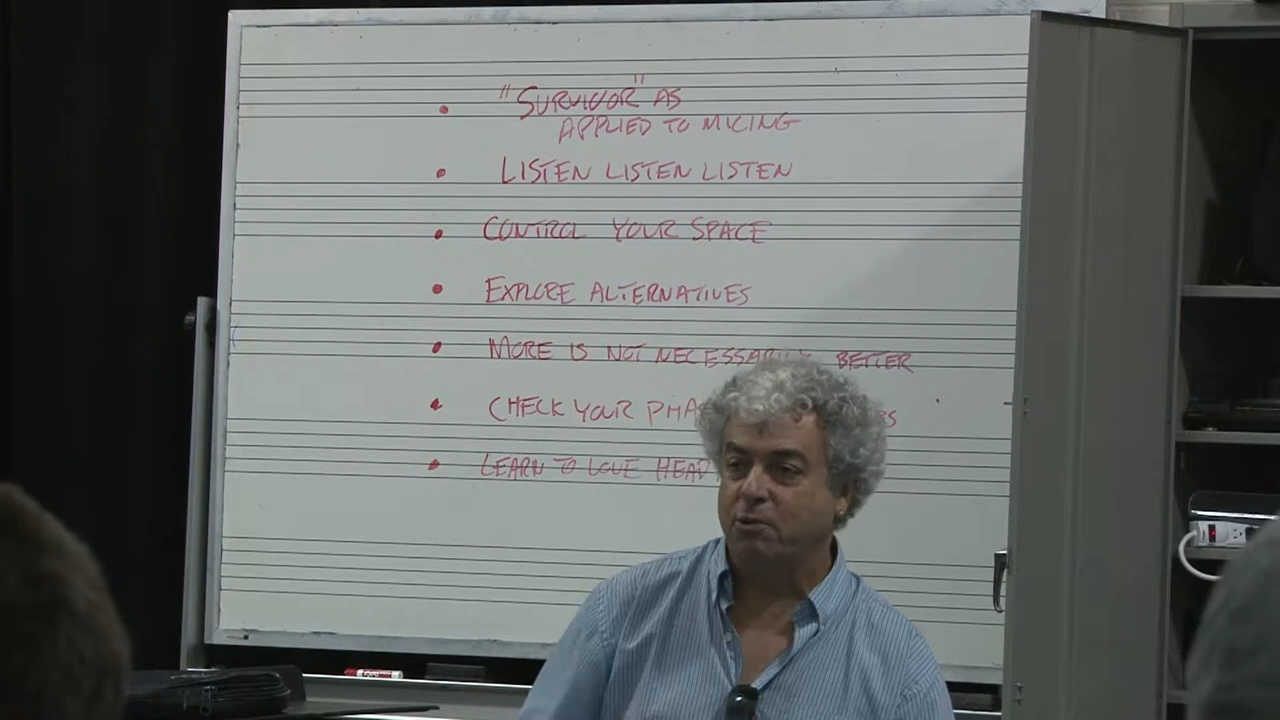 "SURVIVOR" AS
APPLIED TO MICING
LISTEN LISTEN LISTEN
CONTROL YOUR SPACE
EXPLORE ALTERNATIVES
MORE IS NOT NECESSARILY BETTER
CHECK YOUR
LEARN TO LOVE